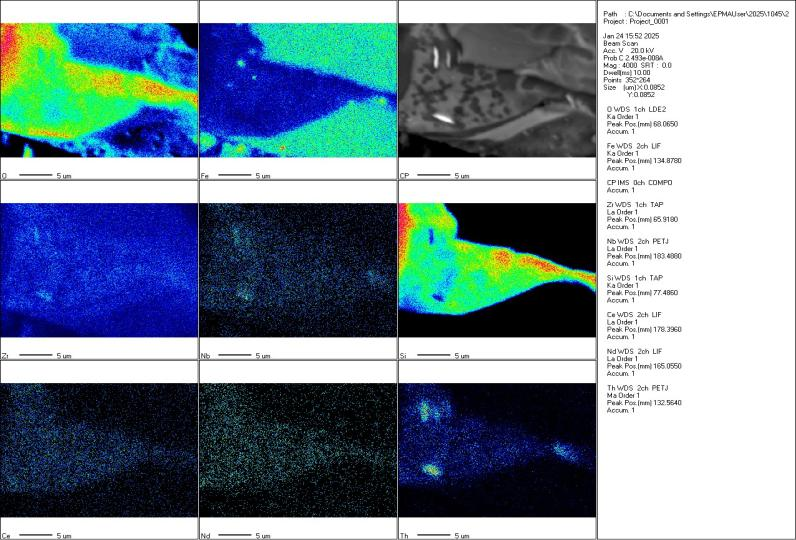 O 5 um
Fe 5 um
CP 5 um
Zr 5 um
Nb 5 um
Si 5 um
Ce 5 um
Nd 5 um
Th 5 um
Path : C:\Documents and Settings\EPMAUser\2025\1045\2
Project : Project_0001
Jan 24 15:52 2025
Beam Scan
Acc. V 20.0 kV
Prob C 2.493e-008A
Mag : 4000 SRT : 0.0
Dwell(ms) 10.00
Points 352*264
Size (um) X:0.0852
Y:0.0852
O WDS 1ch LDE2
Ka Order 1
Peak Pos.(mm) 68.0650
Accum. 1
Fe WDS 2ch LIF
Ka Order 1
Peak Pos.(mm) 134.8780
Accum. 1
CP IMS 0ch COMPO
Accum. 1
Zr WDS 1ch TAP
La Order 1
Peak Pos.(mm) 65.9180
Accum. 1
Nb WDS 2ch PETJ
La Order 1
Peak Pos.(mm) 183.4880
Accum. 1
Si WDS 1ch TAP
Ka Order 1
Peak Pos.(mm) 77.4860
Accum. 1
Ce WDS 2ch LIF
La Order 1
Peak Pos.(mm) 178.3960
Accum. 1
Nd WDS 2ch LIF
La Order 1
Peak Pos.(mm) 165.0550
Accum. 1
Th WDS 2ch PETJ
Ma Order 1
Peak Pos.(mm) 132.5640
Accum. 1